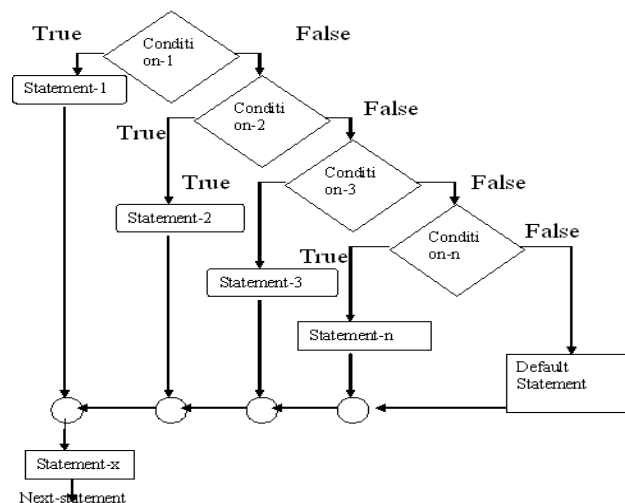 True
Conditi
on-1
False
Statement-1
Conditi
on-2
True
False
True
Conditi
on-3
False
Statement-2
Conditi
on-n
False
True
Statement-3
Statement-n
Default
Statement
Statement-x
Next-statement